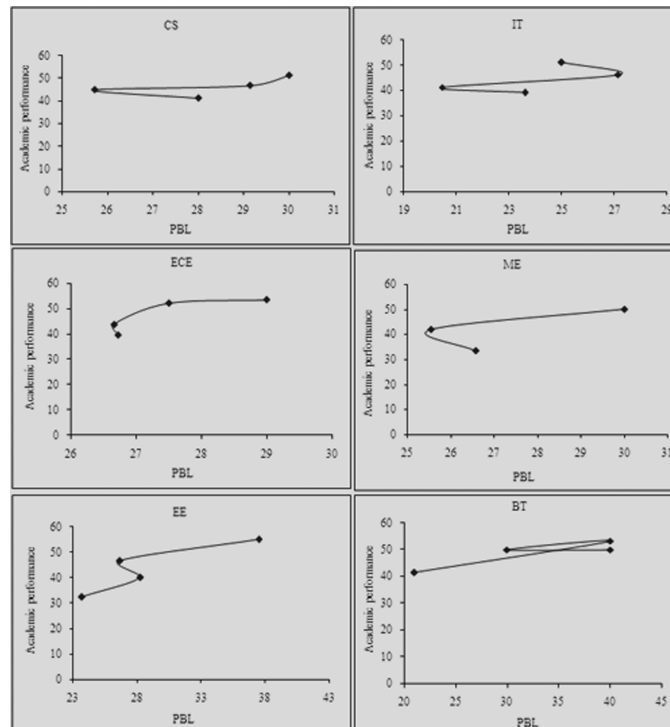 CS
Academic performance
60
50
40
30
20
10
0
25 26 27 28 29 30 31
PBL
IT
Academic performance
60
50
40
30
20
10
0
19 21 23 25 27 29
PBL
ECE
Academic performance
60
50
40
30
20
10
0
26 27 28 29 30
PBL
ME
Academic performance
60
50
40
30
20
10
0
25 26 27 28 29 30 31
PBL
EE
Academic performance
60
50
40
30
20
10
0
23 28 33 38 43
PBL
BT
Academic performance
60
50
40
30
20
10
0
20 25 30 35 40 45
PBL